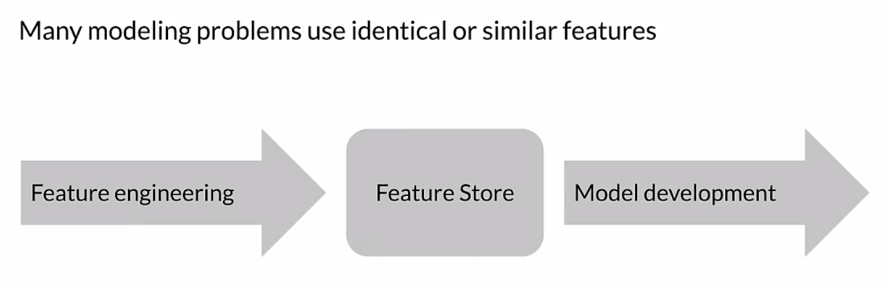 Many modeling problems use identical or similar features
Feature engineering
Feature Store
Model development